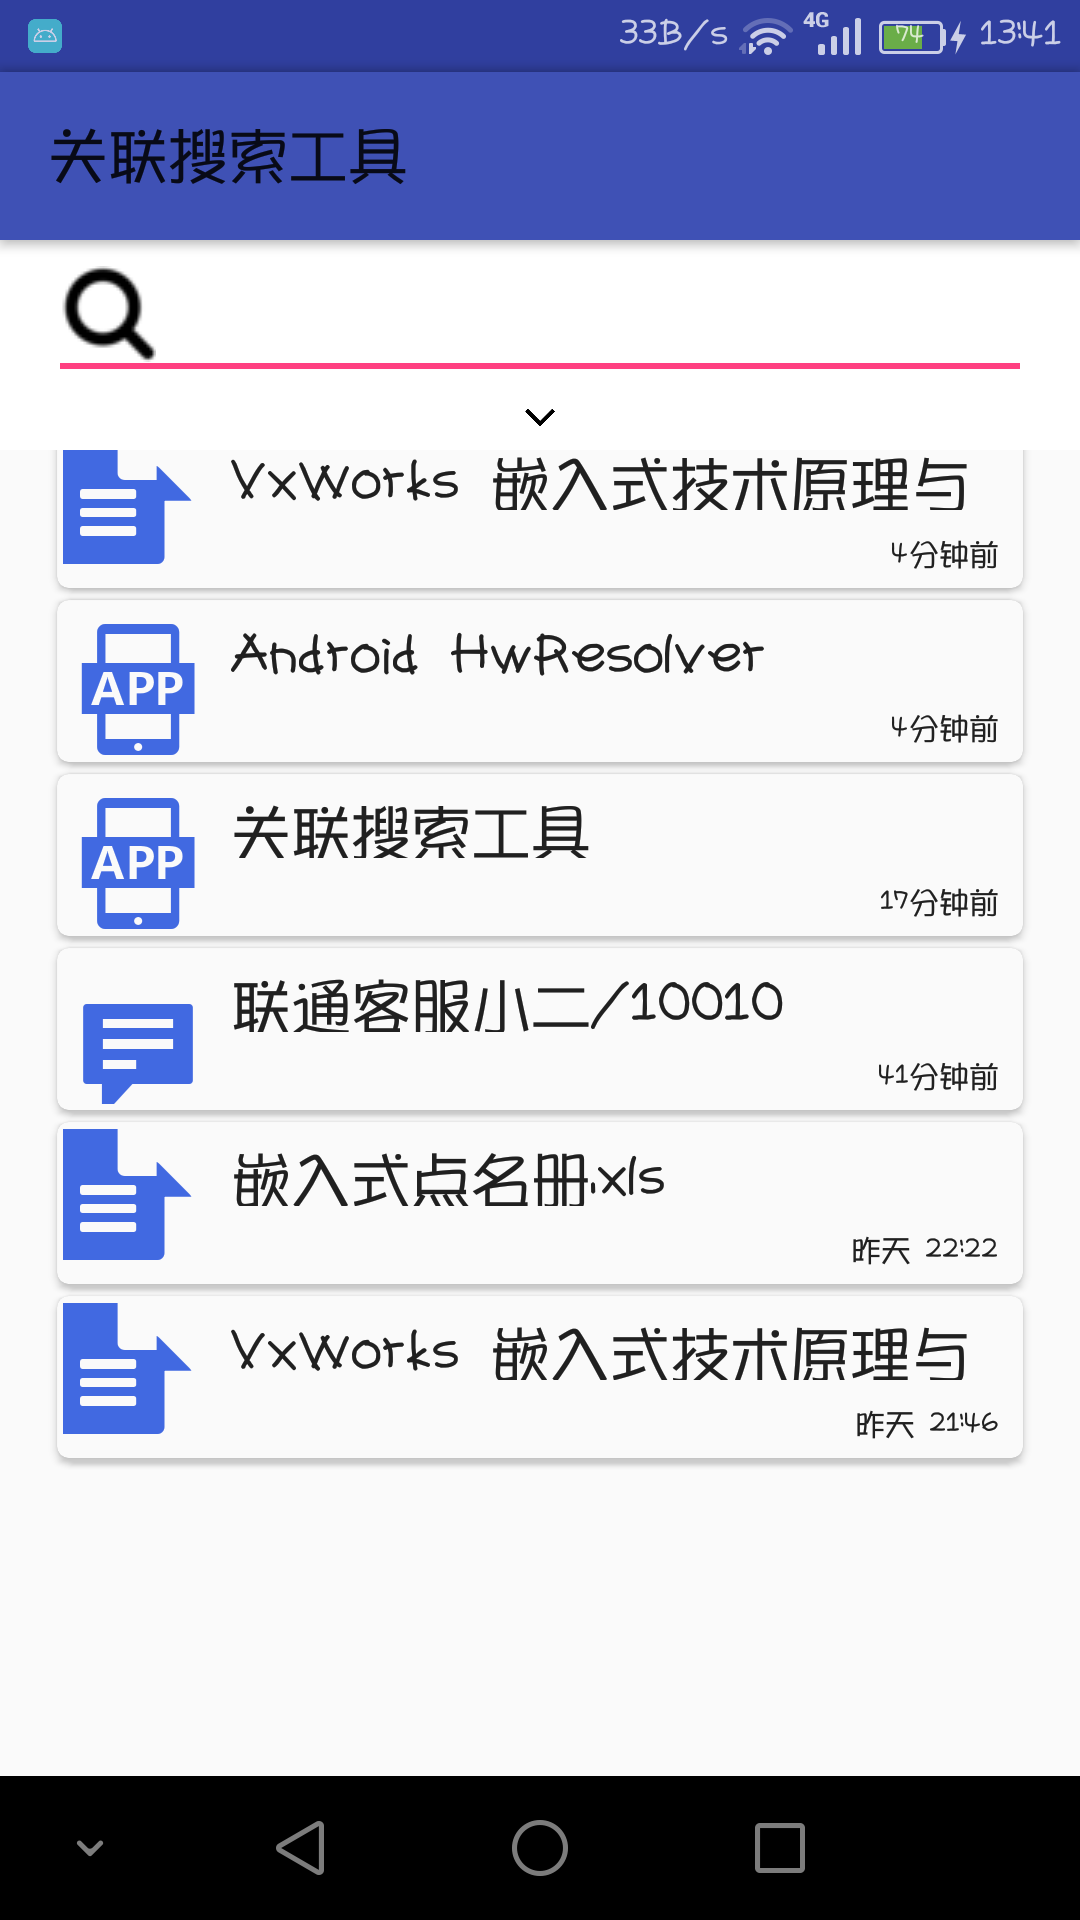 33B/s 4G 74 13:41
关联搜索工具
VxWorks 嵌入式技术原理与
4分钟前
APP
Android HwResolver
4分钟前
APP
关联搜索工具
17分钟前
联通客服小二/10010
41分钟前
嵌入式点名册.xls
昨天 22:22
VxWorks 嵌入式技术原理与
昨天 21:46